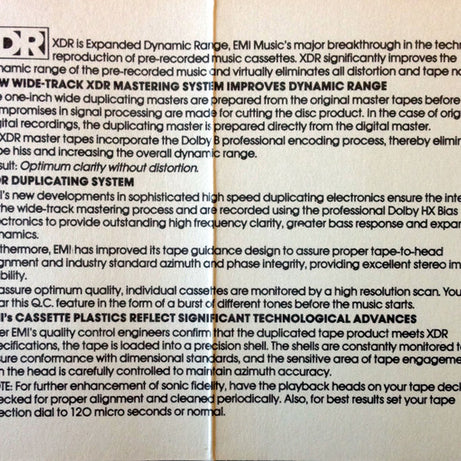 DR
XDR is Expanded Dynamic Range, EMI Music's major breakthrough in the techn
reproduction of pre-recorded music cassettes. XDR significantly improves the
namic range of the pre-recorded music and virtually eliminates all distortion and tape no
W WIDE-TRACK XDR MASTERING SYSTEM IMPROVES DYNAMIC RANGE
e one-inch wide duplicating masters are prepared from the original master tapes before
mpromises in signal processing are made for cutting the disc product. In the case of orig
gital recordings, the duplicating master is prepared directly from the digital master.
XDR master tapes incorporate the Dolby B professional encoding process, thereby elimin
pe hiss and increasing the overall dynamic range.
sult: Optimum clarity without distortion.
R DUPLICATING SYSTEM
I's new developments in sophisticated high speed duplicating electronics ensure the inte
the wide-track mastering process and are recorded using the professional Dolby HX Bias
ectronics to provide outstanding high frequency clarity, greater bass response and expan
namics.
rthermore, EMI has improved its tape guidance design to assure proper tape-to-head
gnment and industry standard azimuth and phase integrity, providing excellent stereo im
bility.
assure optimum quality, individual cassettes are monitored by a high resolution scan. You
ar this Q.C. feature in the form of a burst of different tones before the music starts.
I's CASSETTE PLASTICS REFLECT SIGNIFICANT TECHNOLOGICAL ADVANCES
er EMI's quality control engineers confirm that the duplicated tape product meets XDR
ecifications, the tape is loaded into a precision shell. The shells are constantly monitored to
sure conformance with dimensional standards, and the sensitive area of tape engageme
h the head is carefully controlled to maintain azimuth accuracy.
TE: For further enhancement of sonic fidelity, have the playback heads on your tape deck
ecked for proper alignment and cleaned periodically. Also, for best results set your tape
ection dial to 120 micro seconds or normal.